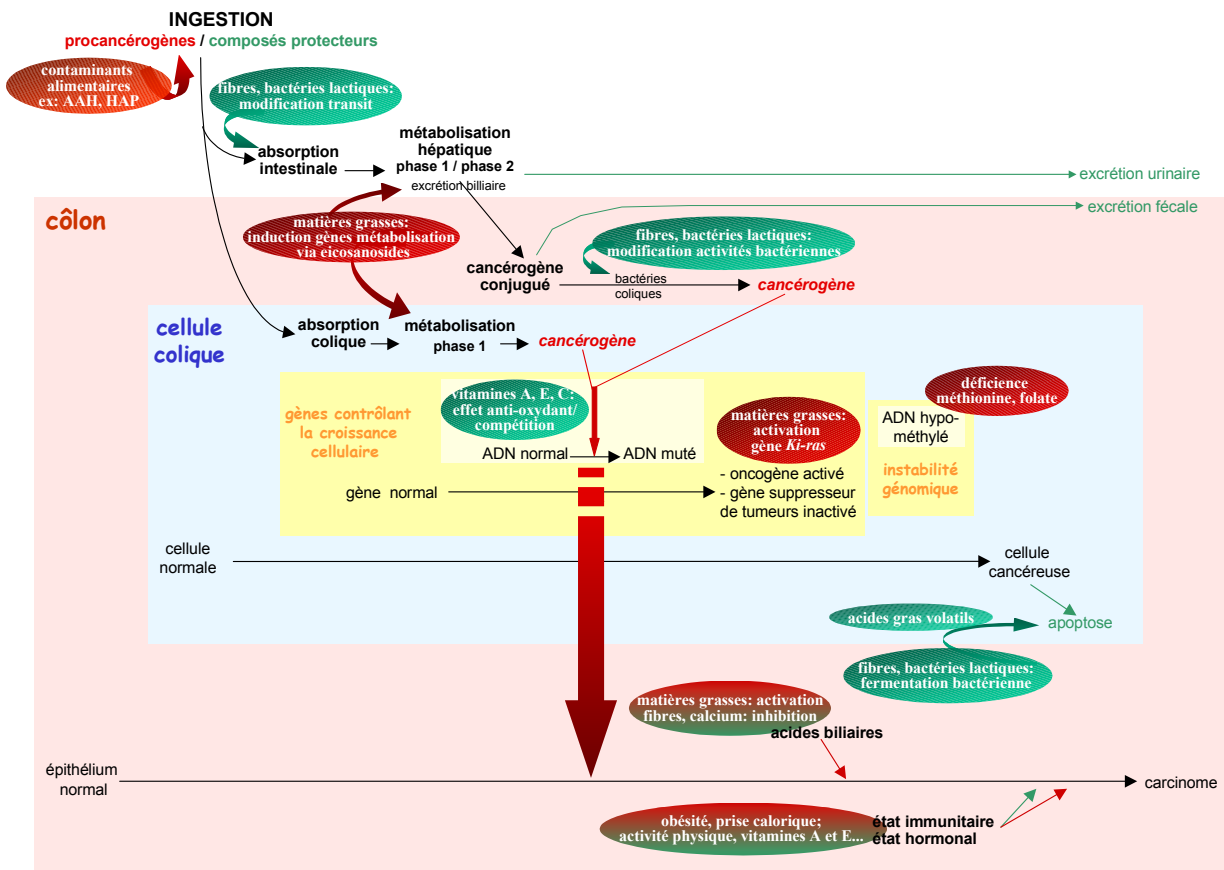 INGESTION
procancérogènes / composés protecteurs
contaminants
alimentaires
ex: AAH, HAP
fibres, bactéries lactiques:
modification transit
absorption
intestinale
métabolisation
hépatique
phase 1 / phase 2
excrétion billiaire
excrétion urinaire
excrétion fécale
côlon
matières grasses:
induction gènes métabolisation
via eicosanosides
fibres, bactéries lactiques:
modification activités bactériennes
cancérogène
conjugué
bactéries
coliques
cancérogène
cellule
colique
absorption
colique
métabolisation
phase 1
cancérogène
gènes contrôlant
la croissance
cellulaire
vitamines A, E, C:
effet anti-oxydant/
compétition
ADN normal
ADN muté
matières grasses:
activation
gène Ki-ras
déficience
méthionine, folate
ADN hypo-
méthylé
instabilité
génomique
gène normal
- oncogène activé
- gène suppresseur
de tumeurs inactivé
cellule
normale
cellule
cancéreuse
acides gras volatils
apoptose
fibres, bactéries lactiques:
fermentation bactérienne
matières grasses: activation
fibres, calcium: inhibition
acides biliaires
épithélium
normal
carcinome
obésité, prise calorique;
activité physique, vitamines A et E...
état immunitaire
état hormonal